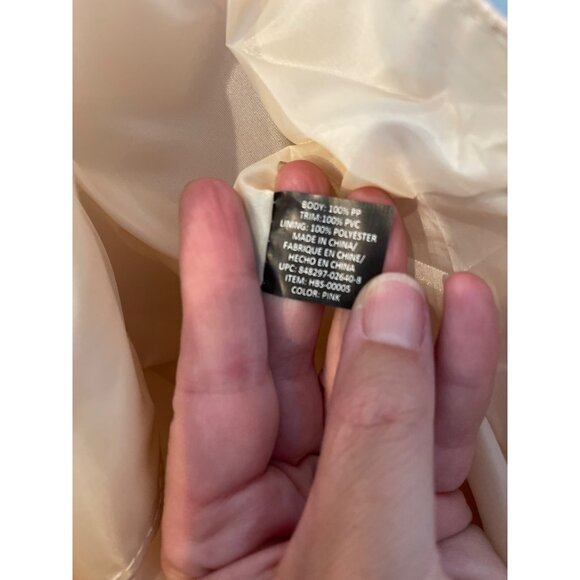 BODY: 100% PP
TRIM:100% PVC
LINING: 100% POLYESTER
MADE IN CHINA/
FABRIQUE EN CHINE/
HECHO EN CHINA
UPC: 848297-02640-8
ITEM: HBS-00005
COLOR: PINK